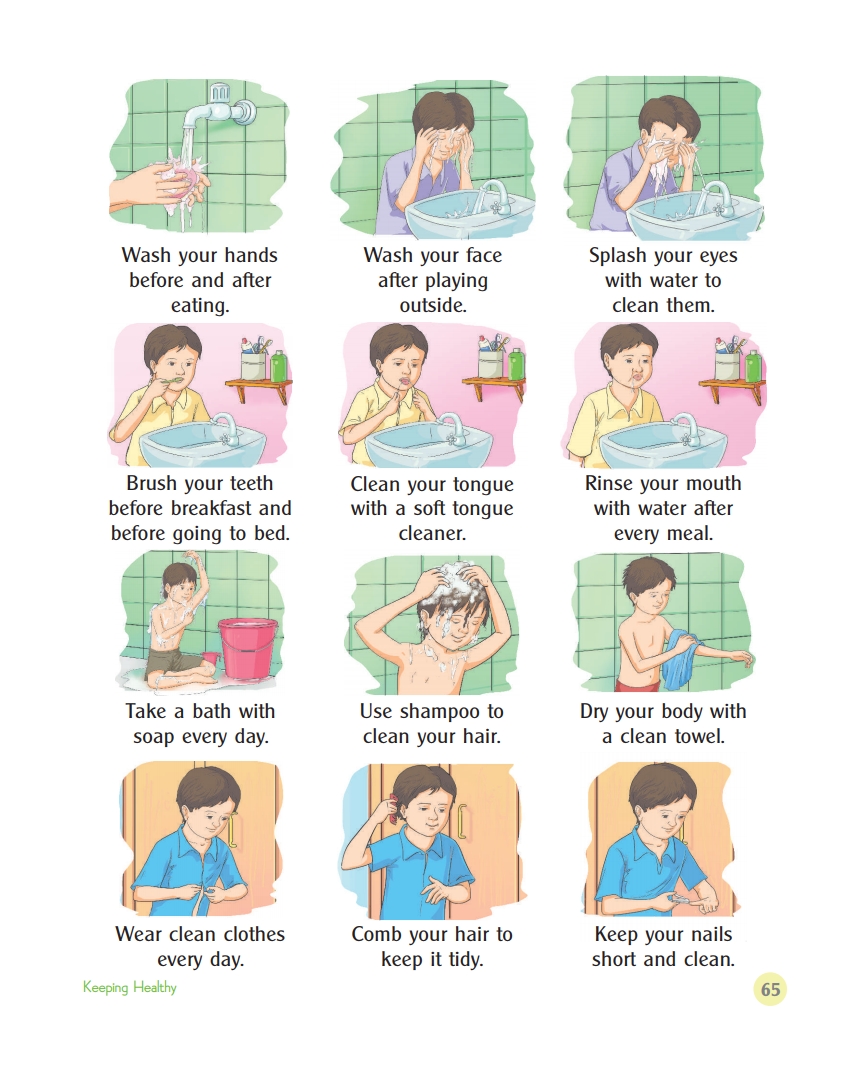 Wash your hands
before and after
eating.
Wash your face
after playing
outside.
Splash your eyes
with water to
clean them.
Brush your teeth
before breakfast and
before going to bed.
Clean your tongue
with a soft tongue
cleaner.
Rinse your mouth
with water after
every meal.
Take a bath with
soap every day.
Use shampoo to
clean your hair.
Dry your body with
a clean towel.
Wear clean clothes
every day.
Comb your hair to
keep it tidy.
Keep your nails
short and clean.
Keeping Healthy
65